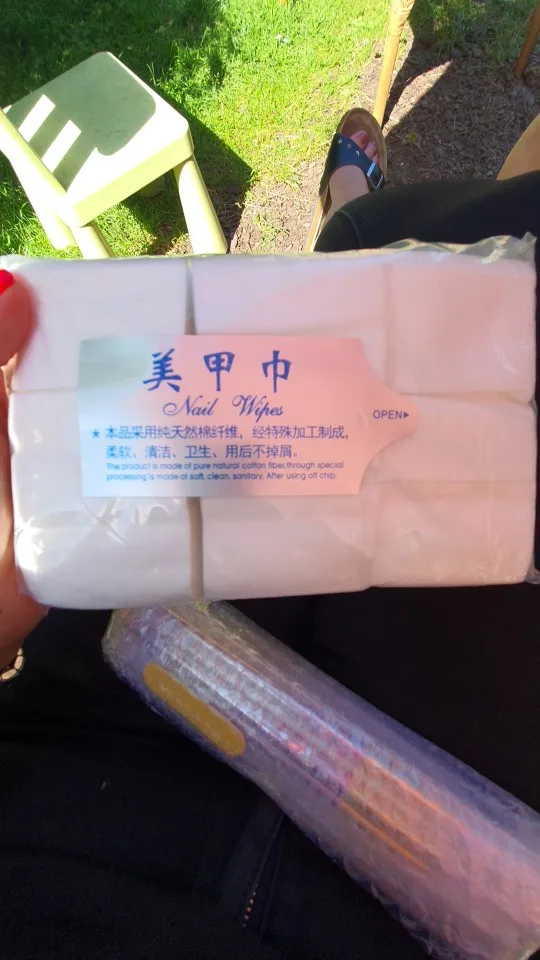 美甲巾
Nail Wipes
OPEN▶
★本品采用纯天然棉纤维，经特殊加工制成，
柔软、清洁、卫生、用后不掉屑。
The product is made of pure natural cotton fiber,through special
processing is made of soft, clean, sanitary. After using off chip.